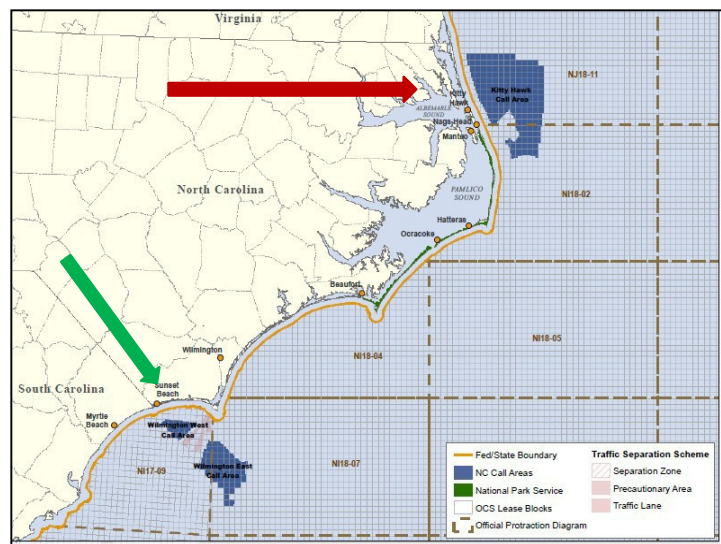 Virginia
NJ18-11
Kitty Hawk
Call Area
Kitty
Hawk
ALBEMARLE
SOUND
Nags Head
Manteo
North Carolina
NI18-02
PAMLICO
SOUND
Hatteras
Ocracoke
Beaufort
Wilmington
NI18-04
NI18-05
South Carolina
Sunset
Beach
Myrtle
Beach
Wilmington West
Call Area
Wilmington East
Call Area
NI17-09
NI18-07
Fed/State Boundary
NC Call Areas
National Park Service
OCS Lease Blocks
Official Protraction Diagram
Traffic Separation Scheme
Separation Zone
Precautionary Area
Traffic Lane